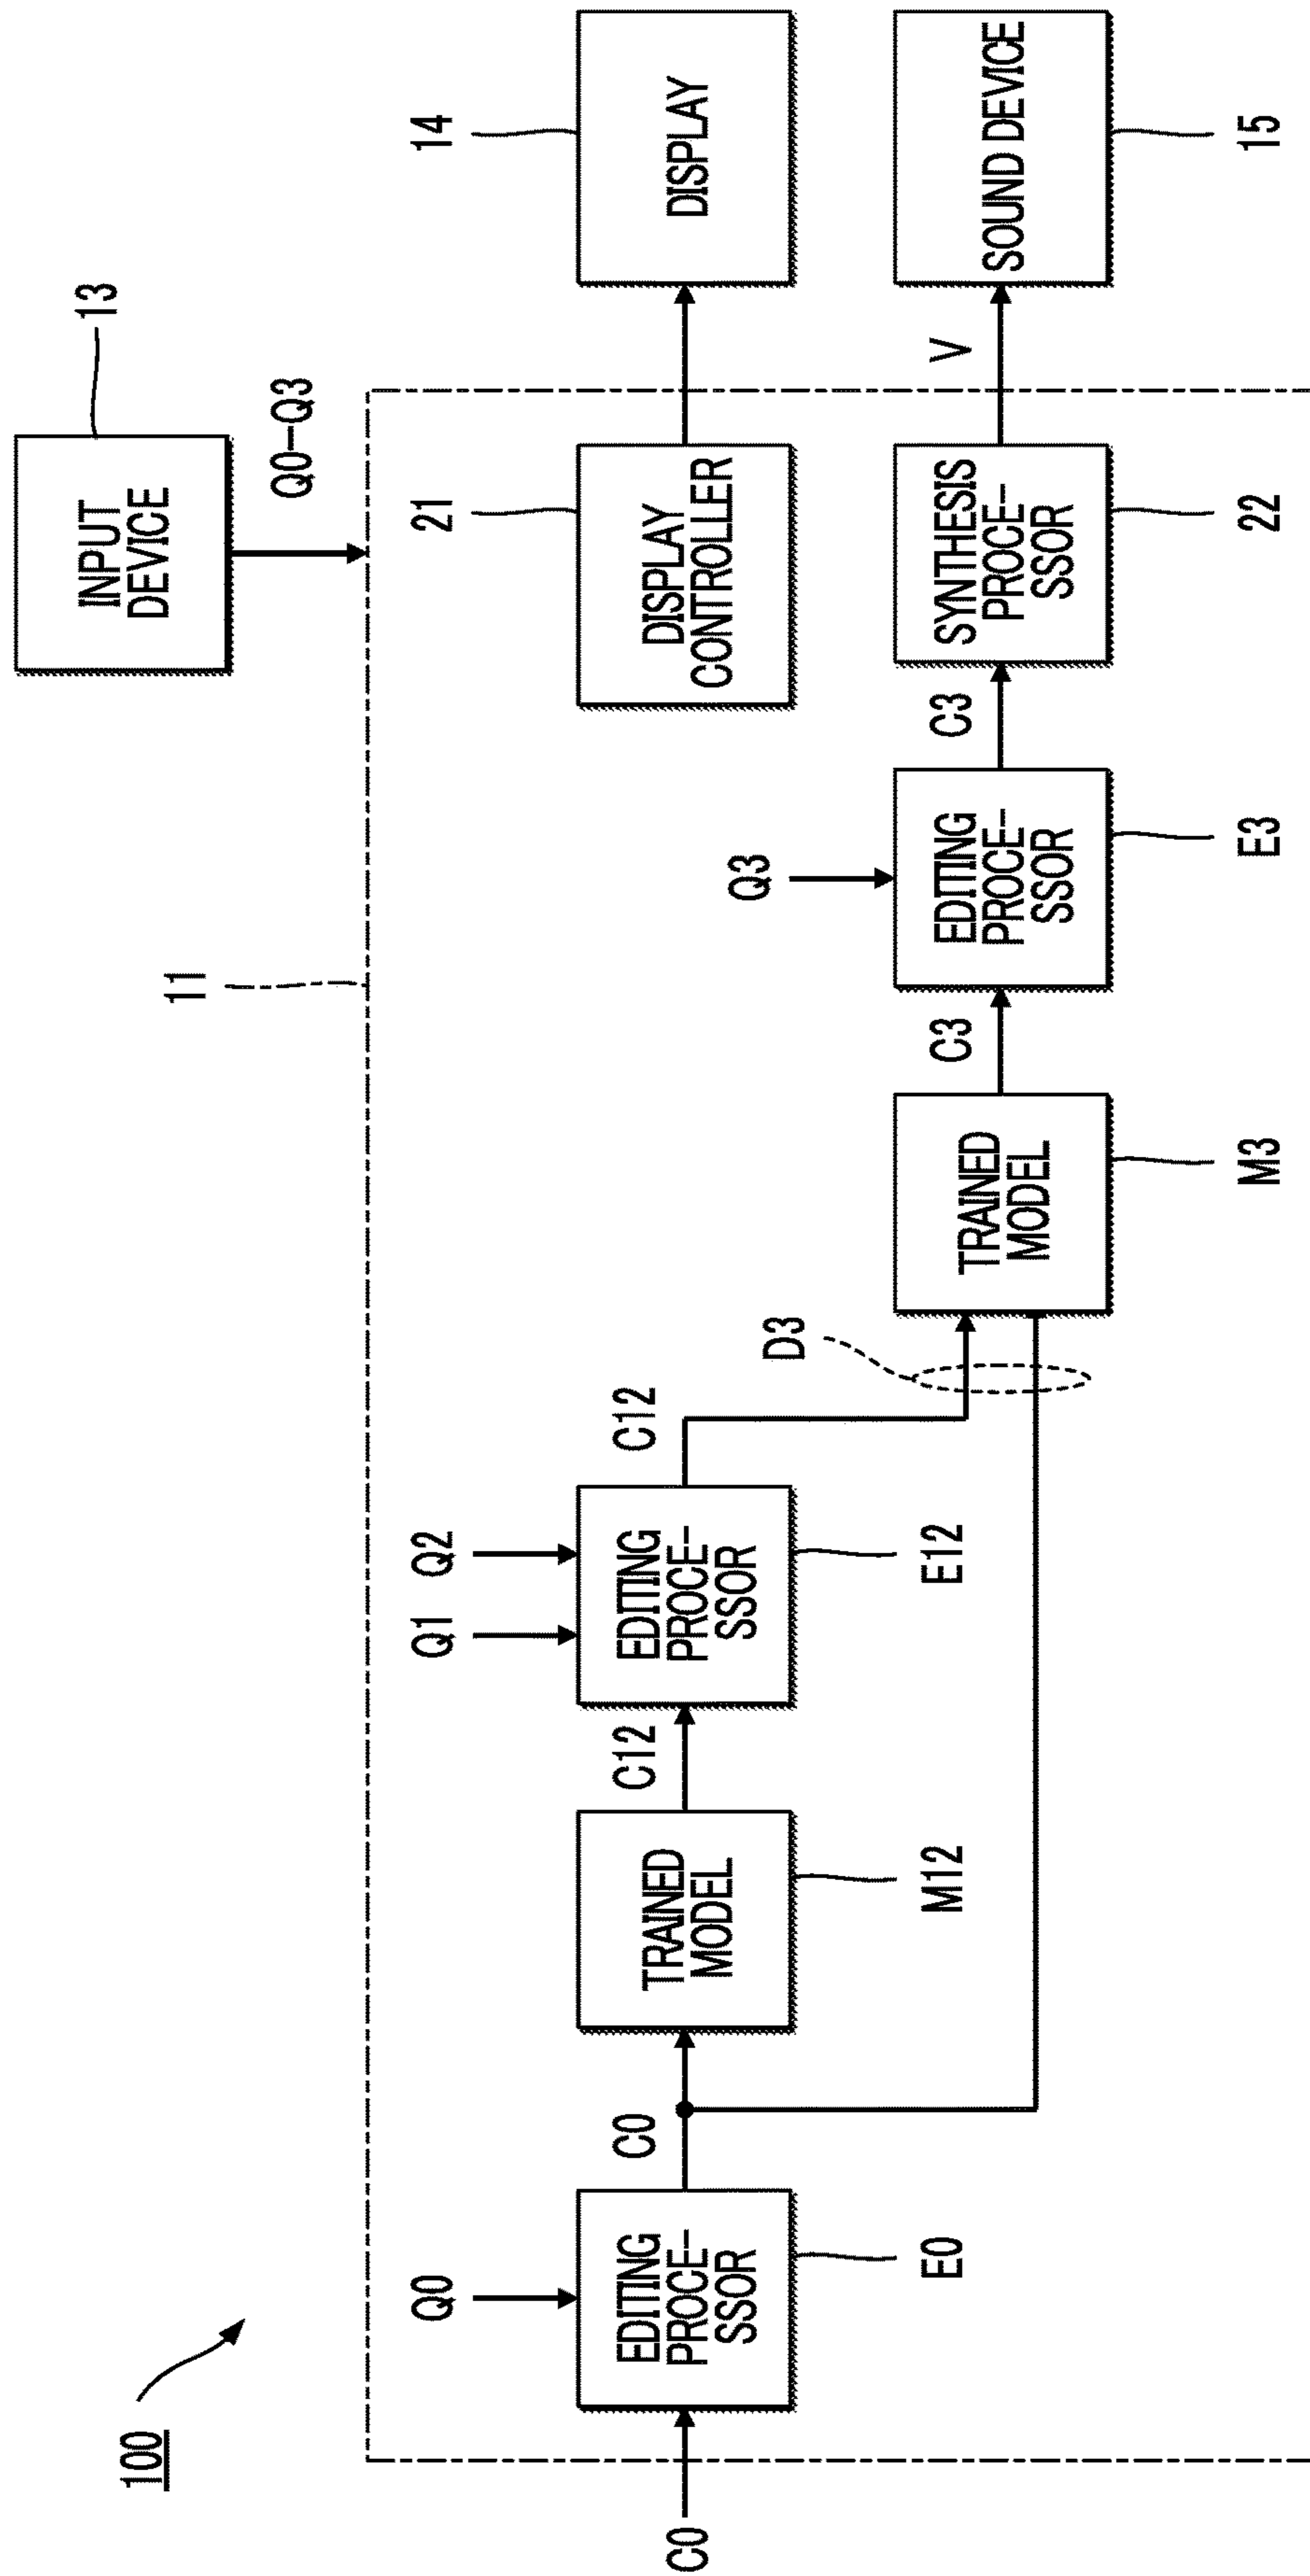 100
INPUT
DEVICE
13
Q0-Q3
11
C0
Q0
EDITING
PROCE-
SSOR
E0
C0
TRAINED
MODEL
M12
C12
Q1
Q2
EDITING
PROCE-
SSOR
E12
C12
D3
TRAINED
MODEL
M3
C3
Q3
EDITING
PROCE-
SSOR
E3
C3
21
DISPLAY
CONTROLLER
SYNTHESIS
PROCE-
SSOR
22
V
14
DISPLAY
SOUND DEVICE
15